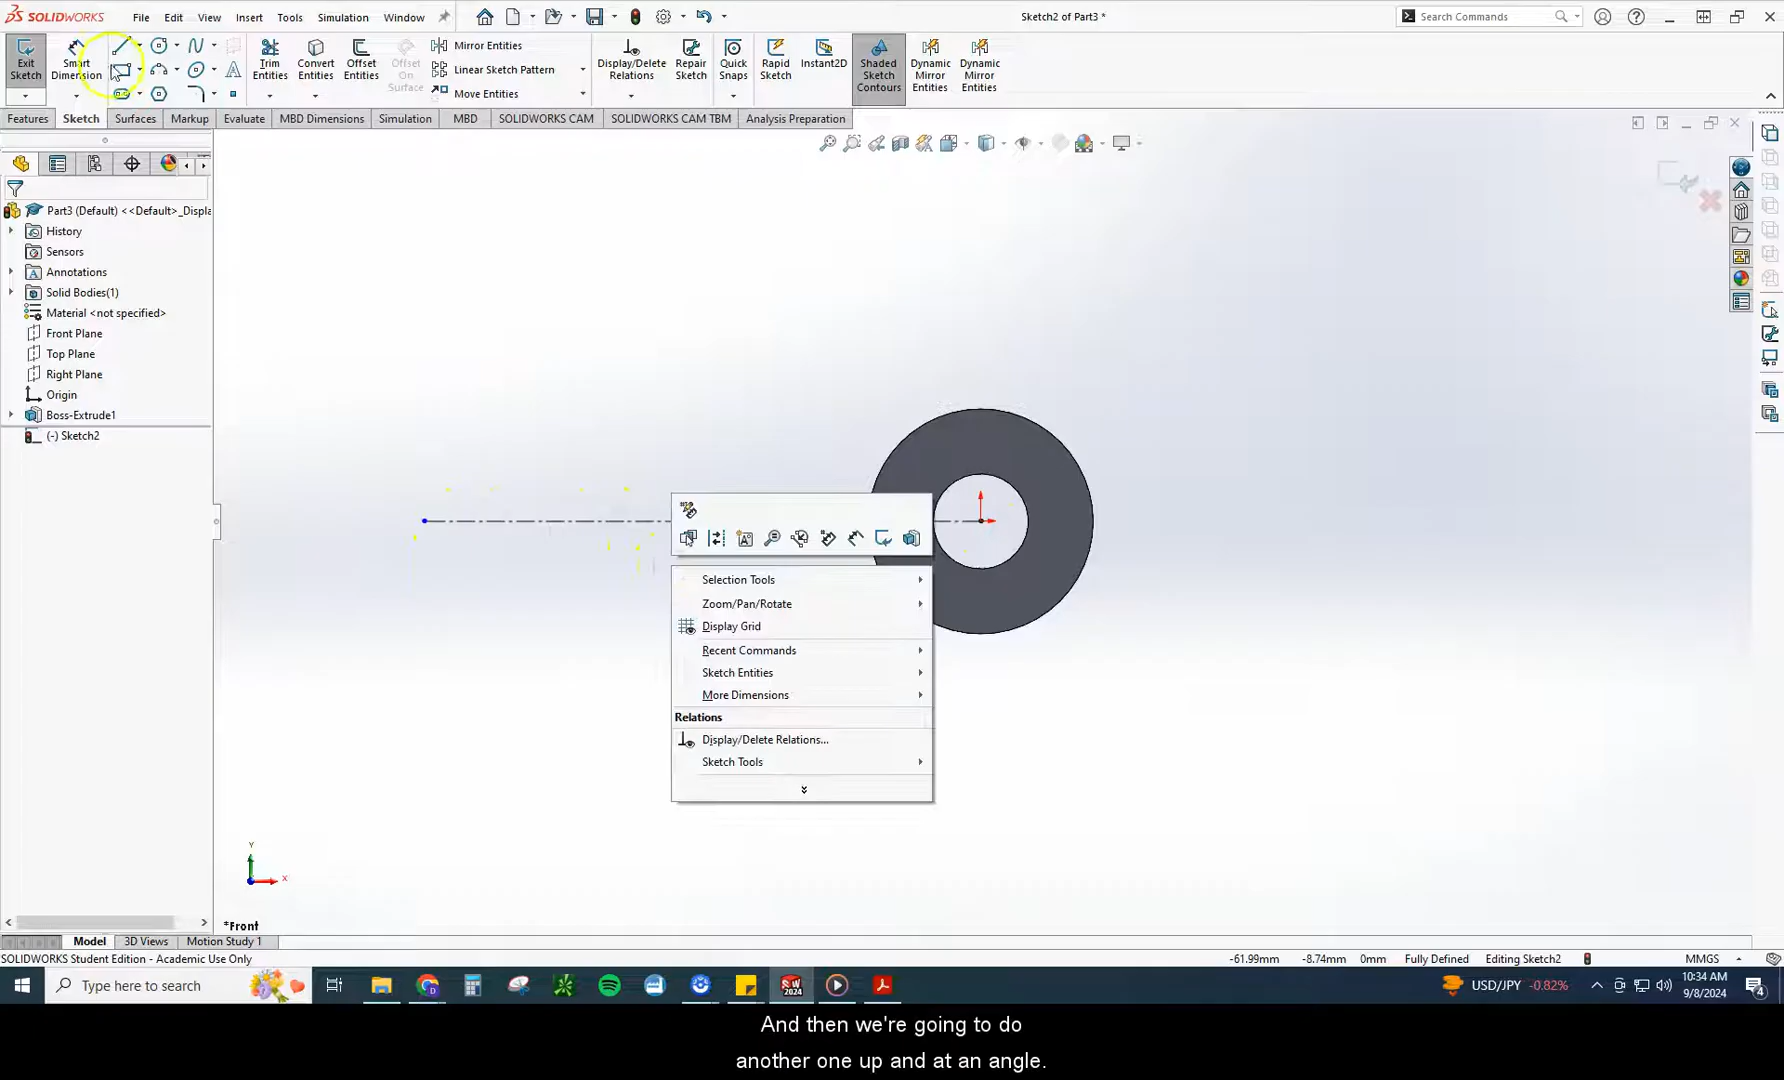 SOLIDWORKS
File
Edit
View
Insert
Tools
Simulation
Window
Sketch2 of Part3 *
Search Commands
Exit Sketch
Smart Dimension
Trim Entities
Convert Entities
Offset Entities
Offset On Surface
Mirror Entities
Linear Sketch Pattern
Move Entities
Display/Delete Relations
Repair Sketch
Quick Snaps
Rapid Sketch
Instant2D
Shaded Sketch Contours
Dynamic Mirror Entities
Dynamic Mirror Entities
Features
Sketch
Surfaces
Markup
Evaluate
MBD Dimensions
Simulation
MBD
SOLIDWORKS CAM
SOLIDWORKS CAM TBM
Analysis Preparation
Part3 (Default) <<Default>_Displa
History
Sensors
Annotations
Solid Bodies(1)
Material <not specified>
Front Plane
Top Plane
Right Plane
Origin
Boss-Extrude1
(-) Sketch2
Selection Tools
Zoom/Pan/Rotate
Display Grid
Recent Commands
Sketch Entities
More Dimensions
Relations
Display/Delete Relations...
Sketch Tools
Y
X
*Front
Model
3D Views
Motion Study 1
SOLIDWORKS Student Edition - Academic Use Only
-61.99mm
-8.74mm
0mm
Fully Defined
Editing Sketch2
MMGS
Type here to search
SW 2024
USD/JPY
-0.82%
10:34 AM
9/8/2024
4
And then we're going to do
another one up and at an angle.